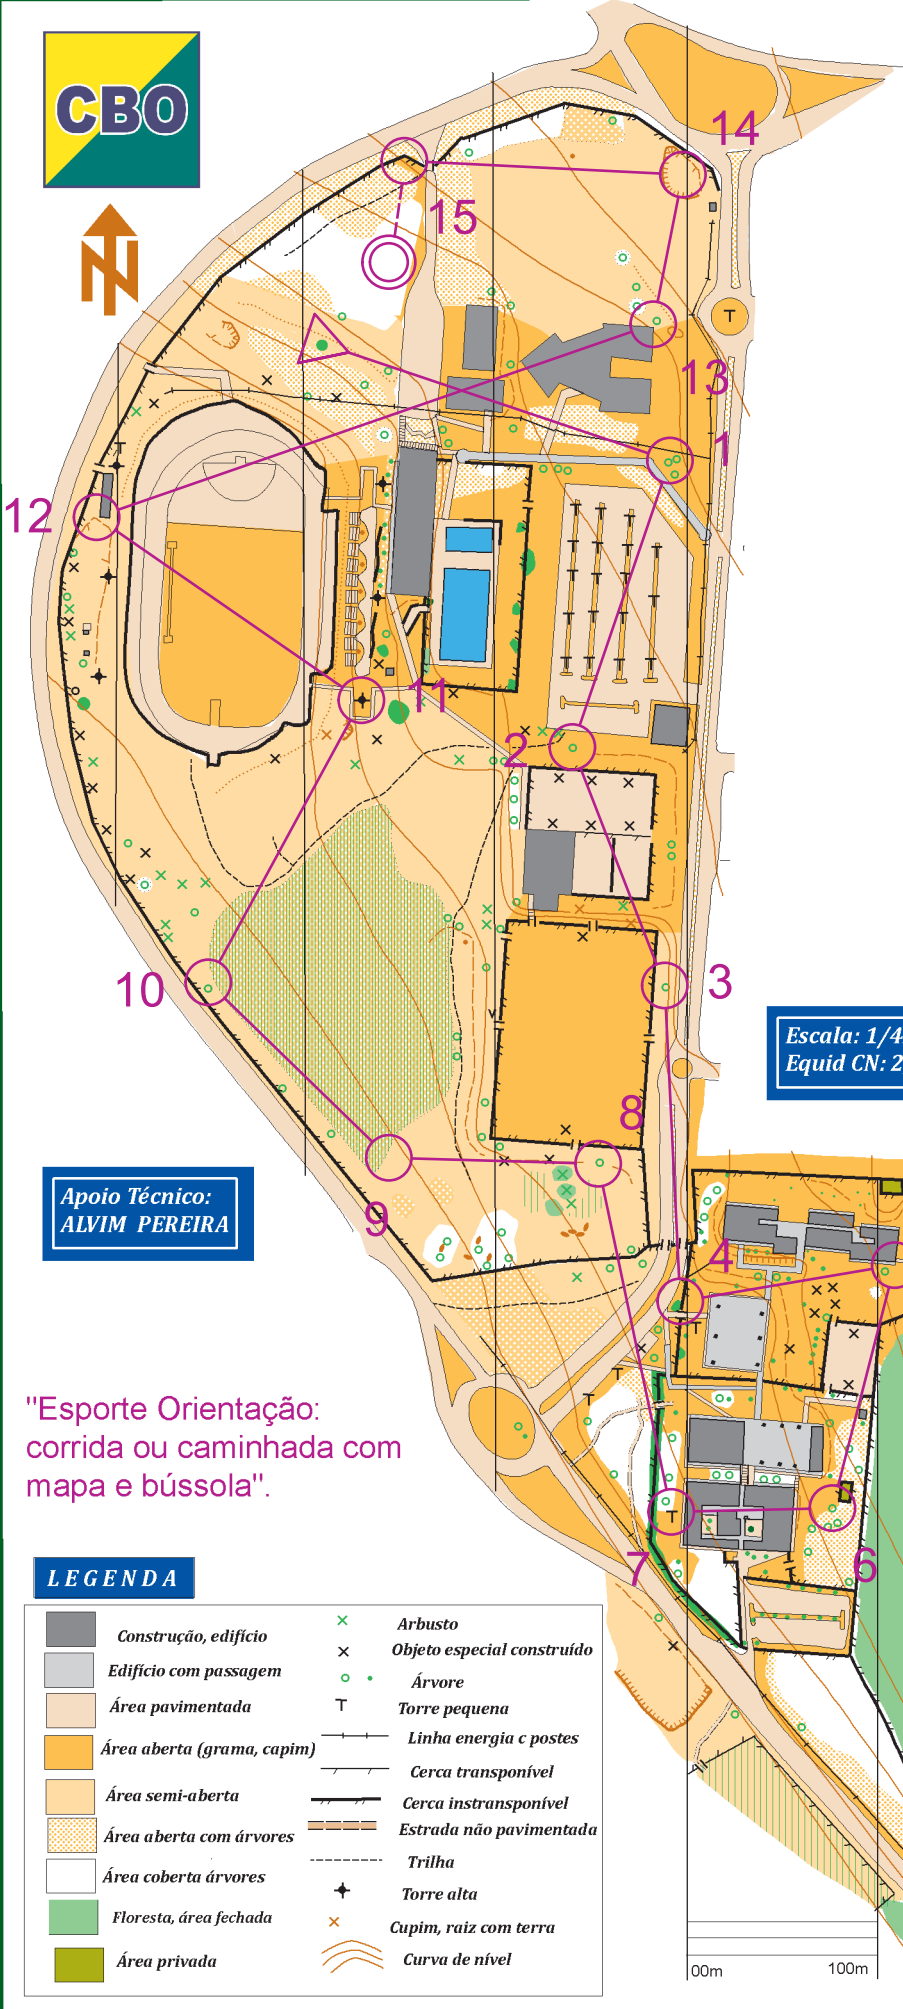 CBO
N
14
15
13
1
12
11
2
10
3
Escala: 1/4
Equid CN: 2
8
Apoio Técnico:
ALVIM PEREIRA
9
4
"Esporte Orientação:
corrida ou caminhada com
mapa e bússola".
7
6
LEGENDA
Construção, edifício
Edifício com passagem
Área pavimentada
Área aberta (grama, capim)
Área semi-aberta
Área aberta com árvores
Área coberta árvores
Floresta, área fechada
Área privada
Arbusto
Objeto especial construído
Árvore
Torre pequena
Linha energia c postes
Cerca transponível
Cerca instransponível
Estrada não pavimentada
Trilha
Torre alta
Cupim, raiz com terra
Curva de nível
00m
100m